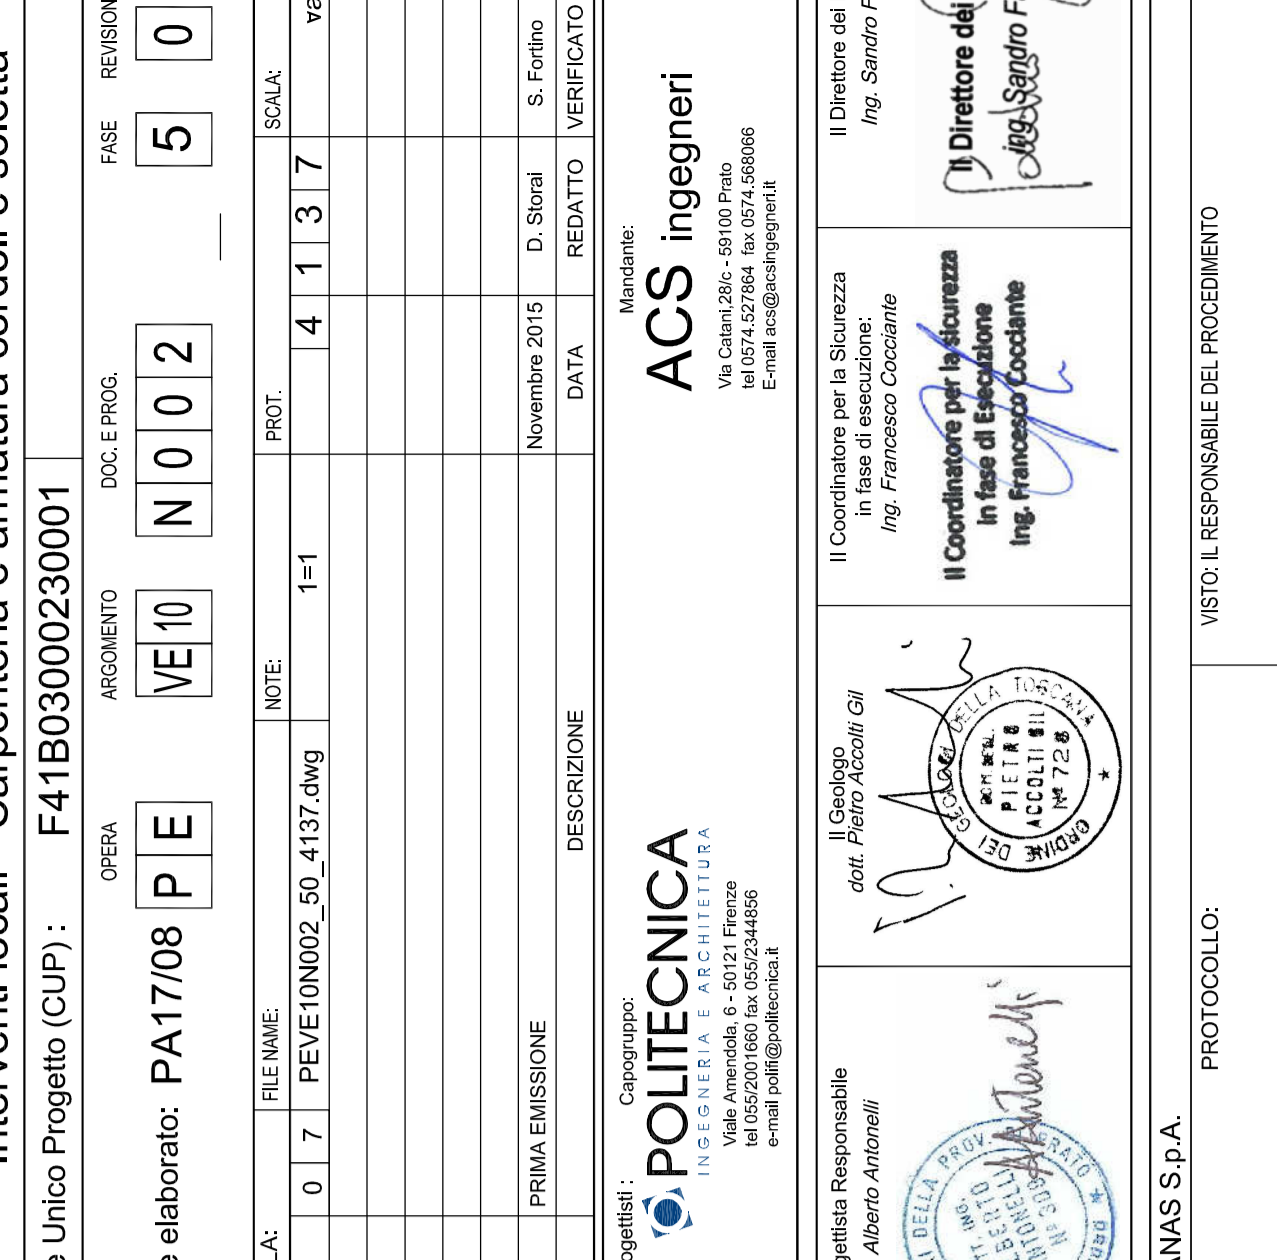 Unico Progetto (CUP) : F41B03000230001
OPERA ARGOMENTO DOC. E PROG. FASE
elaborato: PA17/08 P E VE 10 N 0 0 2 _ 5 0
FILE NAME: NOTE: PROT. SCALA:
0 7 PEVE10N002_50_4137.dwg 1=1 4 1 3 7
PRIMA EMISSIONE Novembre 2015 D. Storai S. Fortino
DESCRIZIONE DATA REDATTO VERIFICATO
Capogruppo:
POLITECNICA
INGEGNERIA E ARCHITETTURA
Viale Amendola, 6 - 50121 Firenze
tel 055/2001660 fax 055/2344856
e-mail polifi@politecnica.it
Mandante:
ACS ingegneri
Via Catani,28/c - 59100 Prato
tel 0574.527864 fax 0574.568066
E-mail acs@acsingegneri.it
Responsabile
Alberto Antonelli
DELLA PROV. PRATO
Il Geologo
dott. Pietro Accolti Gil
ORDINE DEI GEOLOGI DELLA TOSCANA
PIETRO
ACCOLTI GIL
Nº 728
Il Coordinatore per la Sicurezza
in fase di esecuzione:
Ing. Francesco Cocciante
Il Coordinatore per la sicurezza
in fase di Esecuzione
Ing. Francesco Cocciante
Il Direttore dei
Ing. Sandro
Il Direttore dei
ing. Sandro
ANAS S.p.A.
PROTOCOLLO:
VISTO: IL RESPONSABILE DEL PROCEDIMENTO